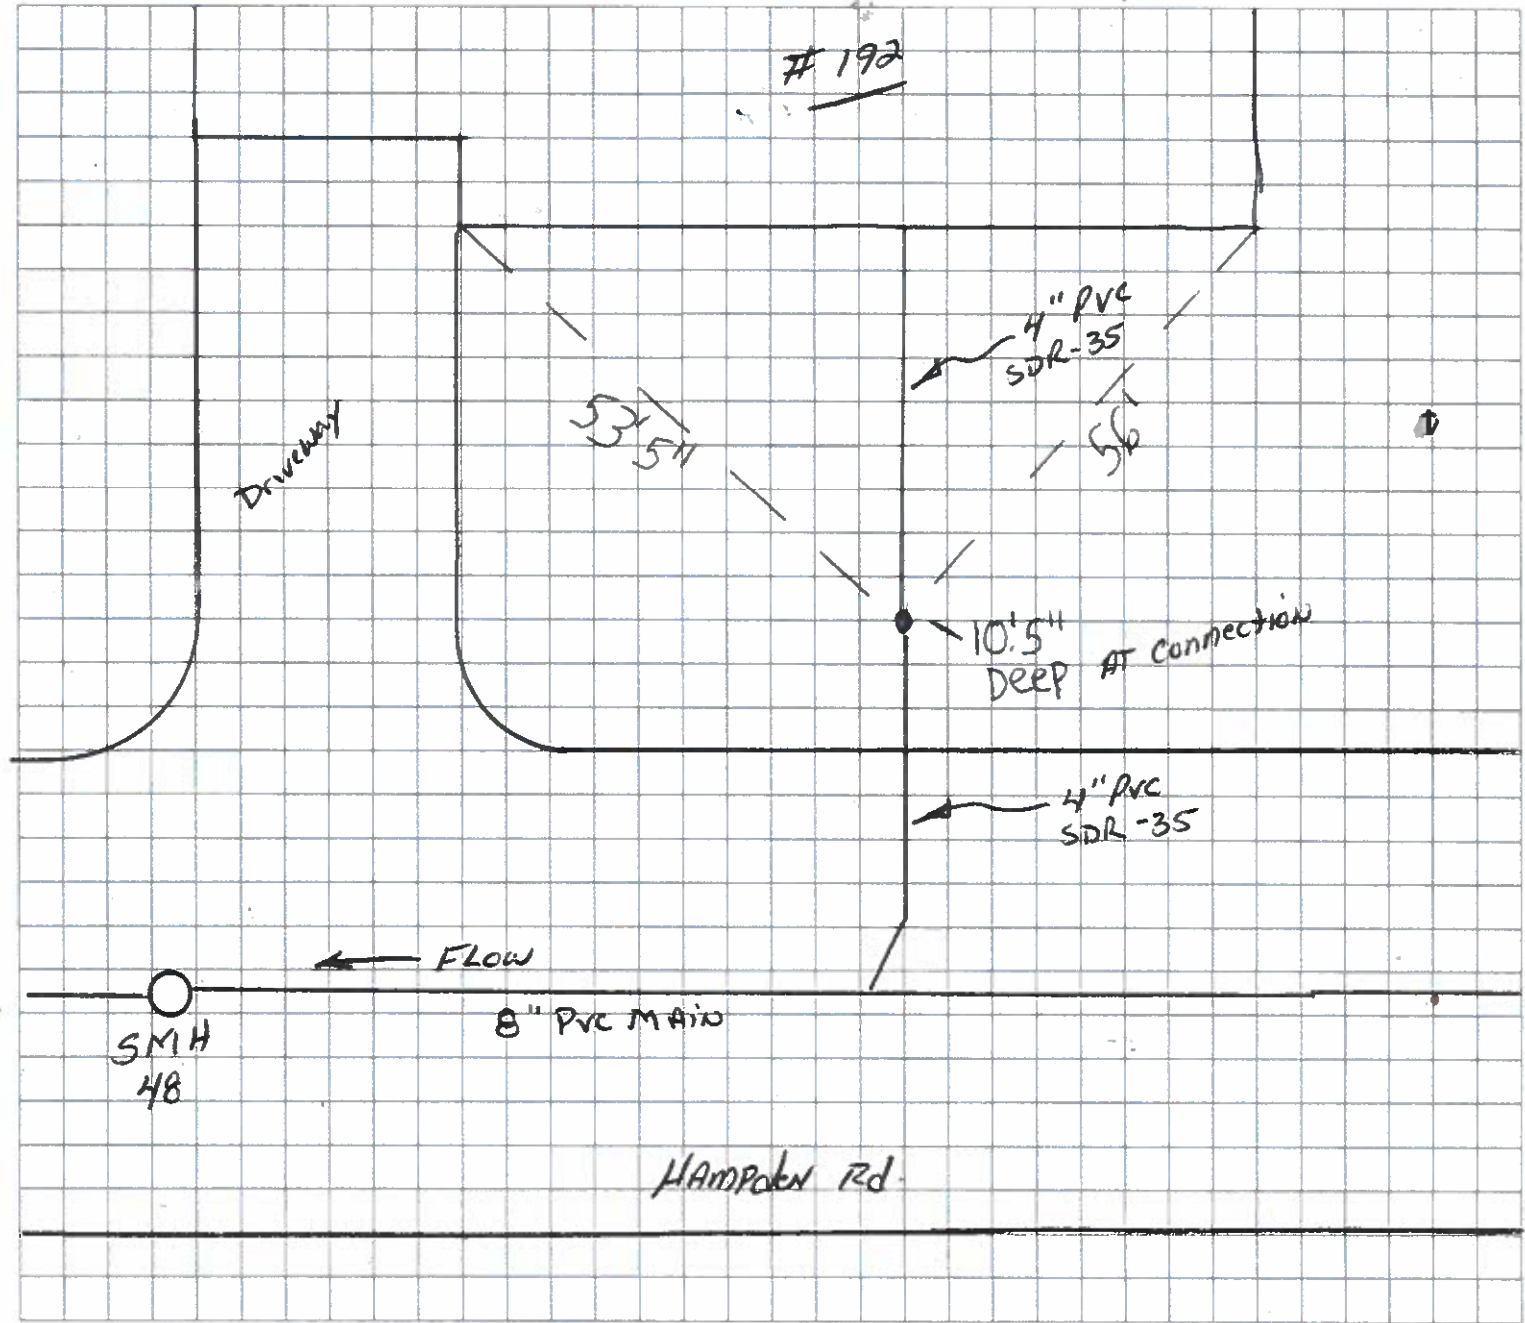 # 192
4" PVC
SDR-35
53'5"
56'
Driveway
10'5"
DEEP AT CONNECTION
4" PVC
SDR-35
FLOW
8" PVC MAIN
SMH
48
HAMPDEN Rd.